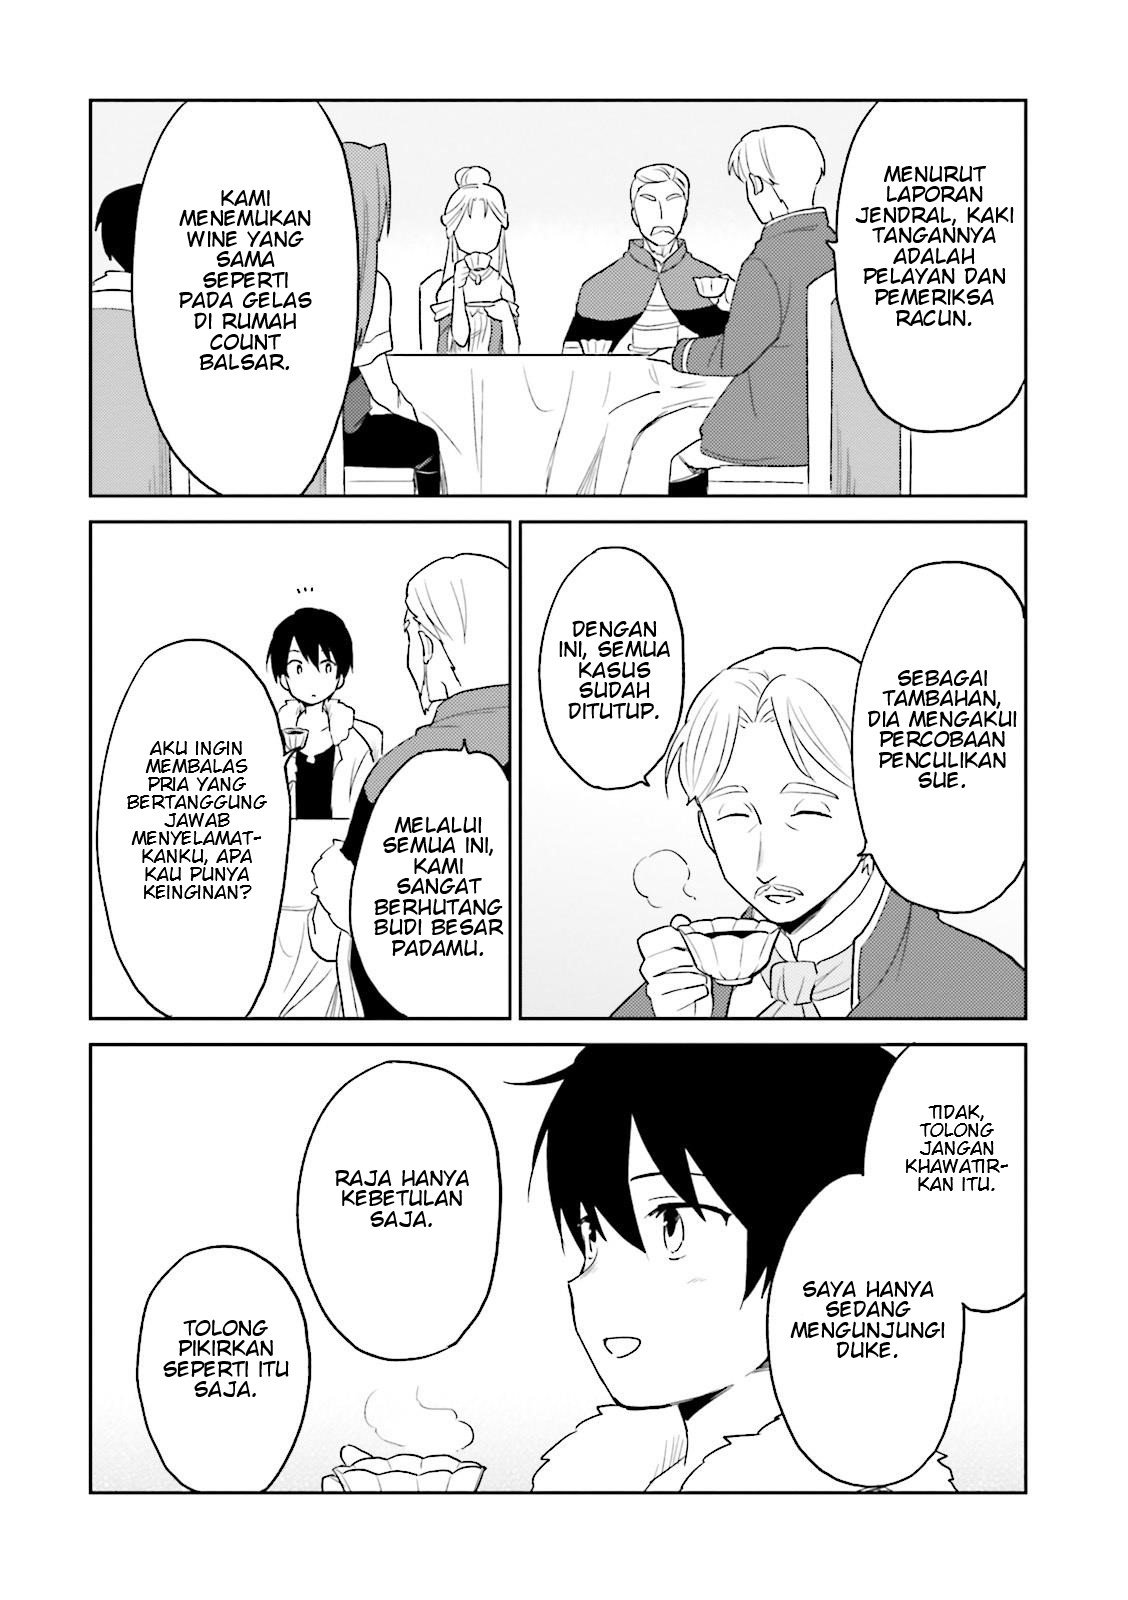 MENURUT
LAPORAN
JENDRAL, KAKI
TANGANNYA
ADALAH
PELAYAN DAN
PEMERIKSA
RACUN.
KAMI
MENEMUKAN
WINE YANG
SAMA
SEPERTI
PADA GELAS
DI RUMAH
COUNT
BALSAR.
SEBAGAI
TAMBAHAN,
DIA MENGAKUI
PERCOBAAN
PENCULIKAN
SUE.
DENGAN
INI, SEMUA
KASUS
SUDAH
DITUTUP.
MELALUI
SEMUA INI,
KAMI
SANGAT
BERHUTANG
BUDI BESAR
PADAMU.
AKU INGIN
MEMBALAS
PRIA YANG
BERTANGGUNG
JAWAB
MENYELAMAT-
KANKU, APA
KAU PUNYA
KEINGINAN?
TIDAK,
TOLONG
JANGAN
KHAWATIR-
KAN ITU.
SAYA HANYA
SEDANG
MENGUNJUNGI
DUKE.
RAJA HANYA
KEBETULAN
SAJA.
TOLONG
PIKIRKAN
SEPERTI ITU
SAJA.